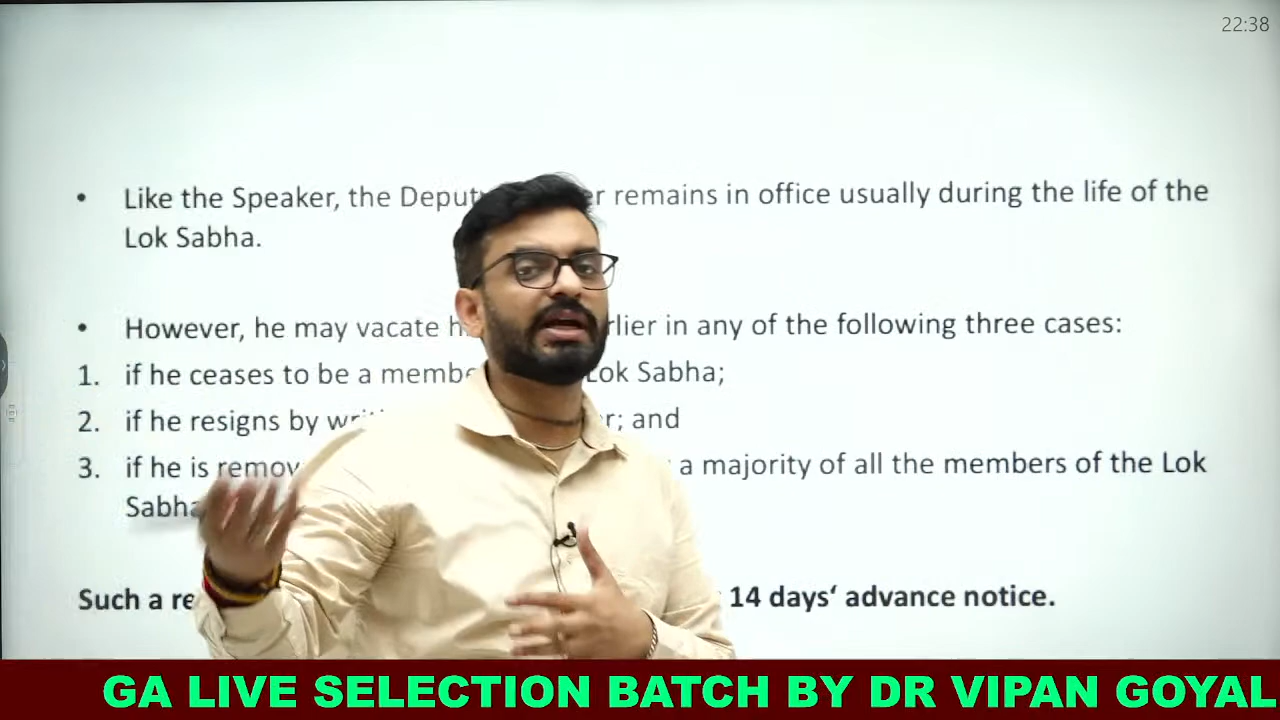 22:38
• Like the Speaker, the Deput er remains in office usually during the life of the
Lok Sabha.
• However, he may vacate h rlier in any of the following three cases:
1. if he ceases to be a membe Lok Sabha;
2. if he resigns by wri r; and
3. if he is remov a majority of all the members of the Lok
Sabha
Such a re 14 days‘ advance notice.
GA LIVE SELECTION BATCH BY DR VIPAN GOYAL